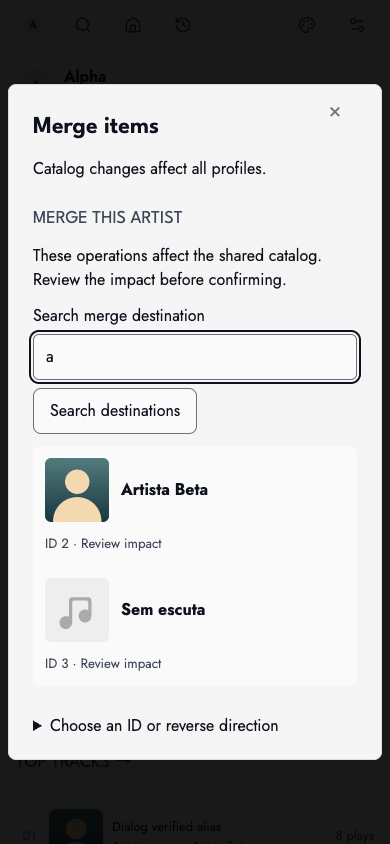 A
Alpha
Merge items
×
Catalog changes affect all profiles.
MERGE THIS ARTIST
These operations affect the shared catalog.
Review the impact before confirming.
Search merge destination
a
Search destinations
Artista Beta
ID 2 · Review impact
Sem escuta
ID 3 · Review impact
▶ Choose an ID or reverse direction
TOP TRACKS →
Dialog verified alias
01
8 plays